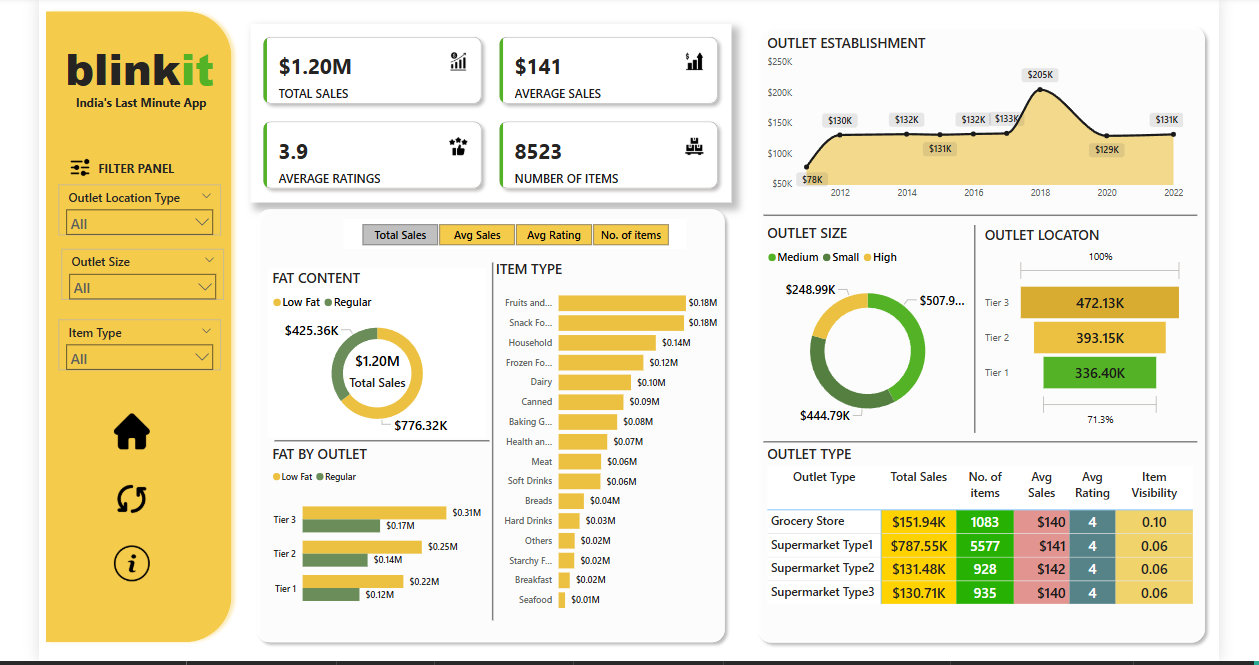 blinkit
India's Last Minute App
FILTER PANEL
Outlet Location Type
All
Outlet Size
All
Item Type
All
$1.20M
TOTAL SALES
$141
AVERAGE SALES
3.9
AVERAGE RATINGS
8523
NUMBER OF ITEMS
Total Sales Avg Sales Avg Rating No. of items
FAT CONTENT
Low Fat Regular
$425.36K
$1.20M
Total Sales
$776.32K
FAT BY OUTLET
Low Fat Regular
Tier 3 $0.31M
$0.17M
Tier 2 $0.25M
$0.14M
Tier 1 $0.22M
$0.12M
ITEM TYPE
Fruits and... $0.18M
Snack Fo... $0.18M
Household $0.14M
Frozen Fo... $0.12M
Dairy $0.10M
Canned $0.09M
Baking G... $0.08M
Health an... $0.07M
Meat $0.06M
Soft Drinks $0.06M
Breads $0.04M
Hard Drinks $0.03M
Others $0.02M
Starchy F... $0.02M
Breakfast $0.02M
Seafood $0.01M
OUTLET ESTABLISHMENT
$250K
$200K
$150K
$100K
$50K
$78K
$130K
$132K
$131K
$132K
$133K
$205K
$129K
$131K
2012 2014 2016 2018 2020 2022
OUTLET SIZE
Medium Small High
$248.99K
$507.9...
$444.79K
OUTLET LOCATON
100%
Tier 3 472.13K
Tier 2 393.15K
Tier 1 336.40K
71.3%
OUTLET TYPE
Outlet Type Total Sales No. of items Avg Sales Avg Rating Item Visibility
Grocery Store $151.94K 1083 $140 4 0.10
Supermarket Type1 $787.55K 5577 $141 4 0.06
Supermarket Type2 $131.48K 928 $142 4 0.06
Supermarket Type3 $130.71K 935 $140 4 0.06